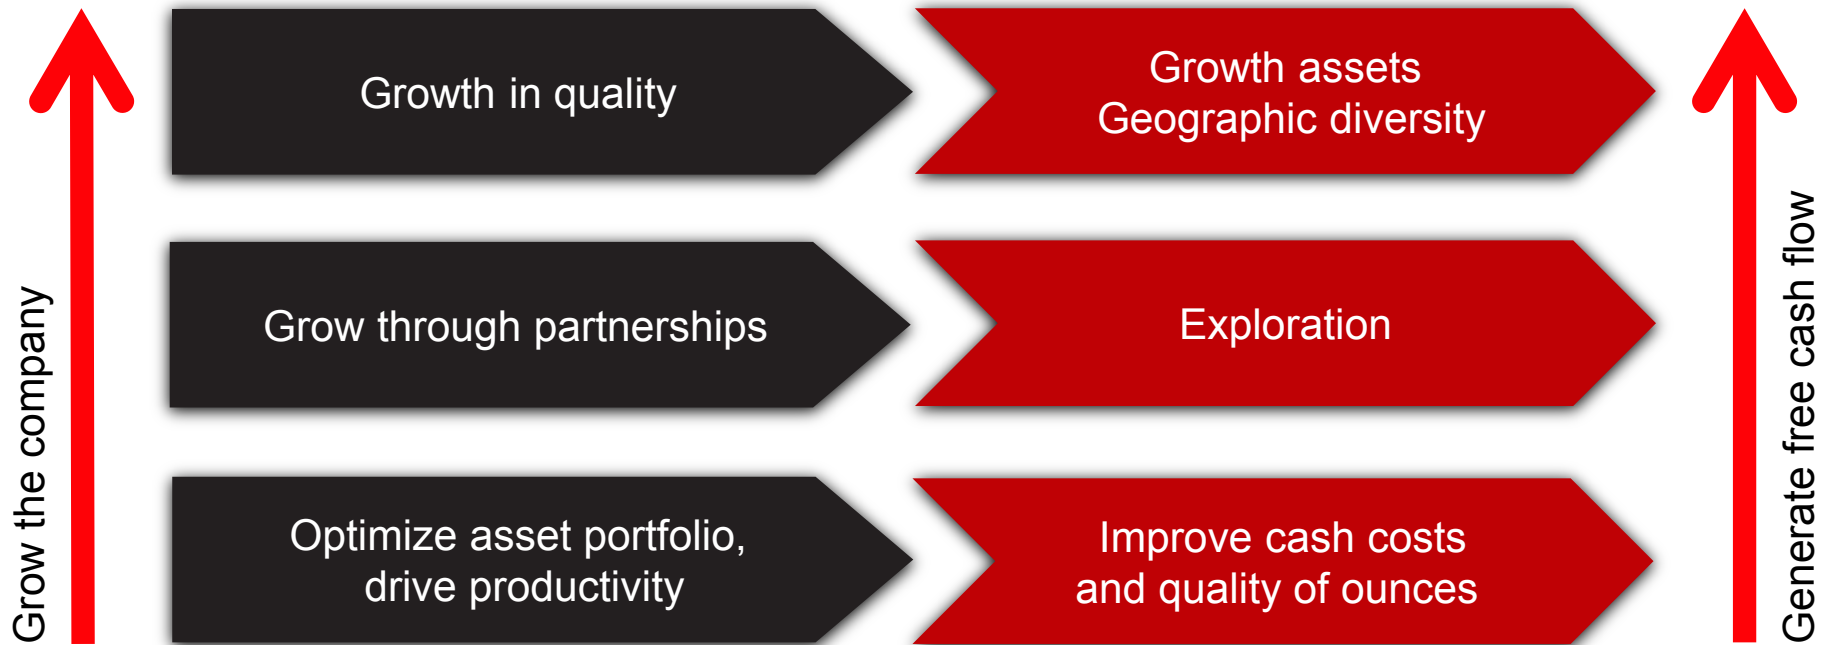 Grow the company
Growth in quality
Growth assets
Geographic diversity
Grow through partnerships
Exploration
Optimize asset portfolio,
drive productivity
Improve cash costs
and quality of ounces
Generate free cash flow